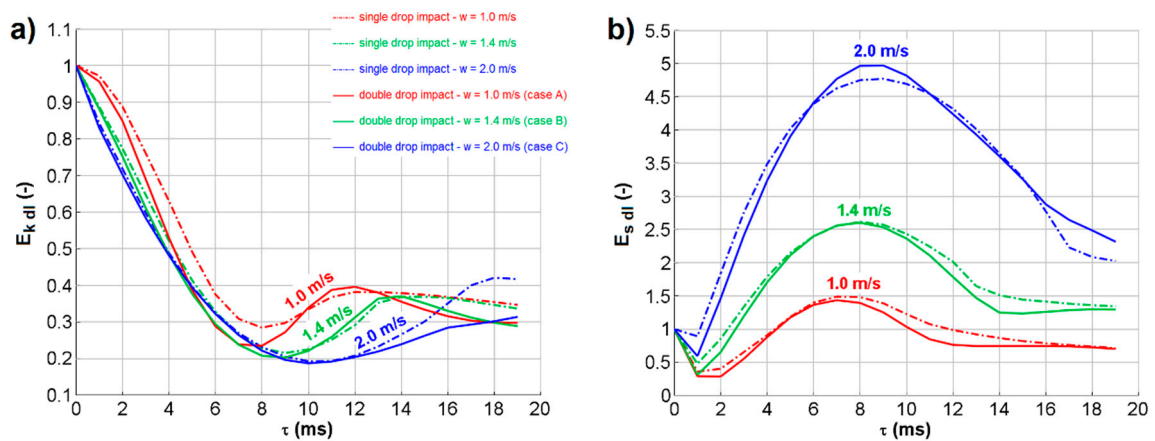 a)
1.1
1
0.9
0.8
0.7
0.6
0.5
0.4
0.3
0.2
0.1
E_k dl (-)
single drop impact - w = 1.0 m/s
single drop impact - w = 1.4 m/s
single drop impact - w = 2.0 m/s
double drop impact - w = 1.0 m/s (case A)
double drop impact - w = 1.4 m/s (case B)
double drop impact - w = 2.0 m/s (case C)
1.0 m/s
1.4 m/s
2.0 m/s
0 2 4 6 8 10 12 14 16 18 20
τ (ms)
b)
5.5
5
4.5
4
3.5
3
2.5
2
1.5
1
0.5
0
E_s dl (-)
2.0 m/s
1.4 m/s
1.0 m/s
0 2 4 6 8 10 12 14 16 18 20
τ (ms)